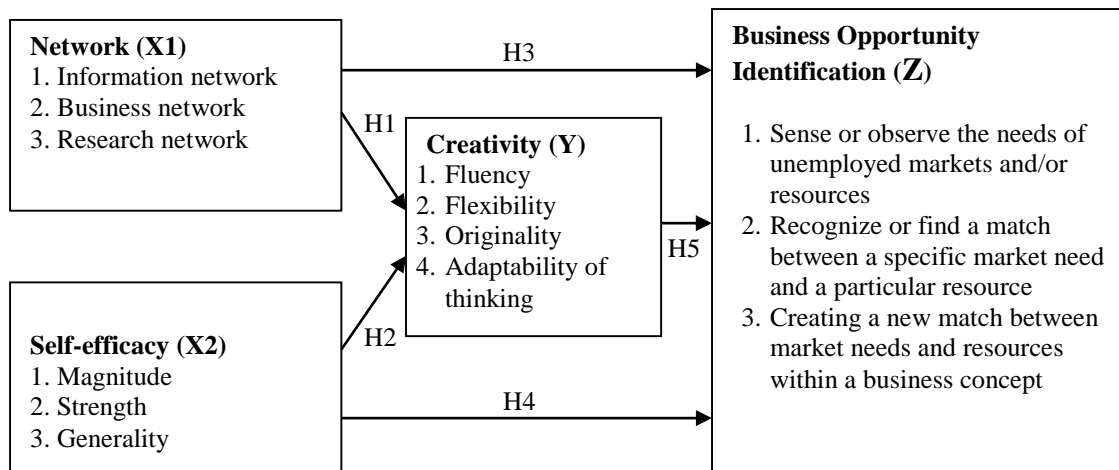 Network (X1)
1. Information network
2. Business network
3. Research network
H3
H1
Creativity (Y)
1. Fluency
2. Flexibility
3. Originality
4. Adaptability of
thinking
H5
H2
Self-efficacy (X2)
1. Magnitude
2. Strength
3. Generality
H4
Business Opportunity
Identification (Z)
1. Sense or observe the needs of
unemployed markets and/or
resources
2. Recognize or find a match
between a specific market need
and a particular resource
3. Creating a new match between
market needs and resources
within a business concept